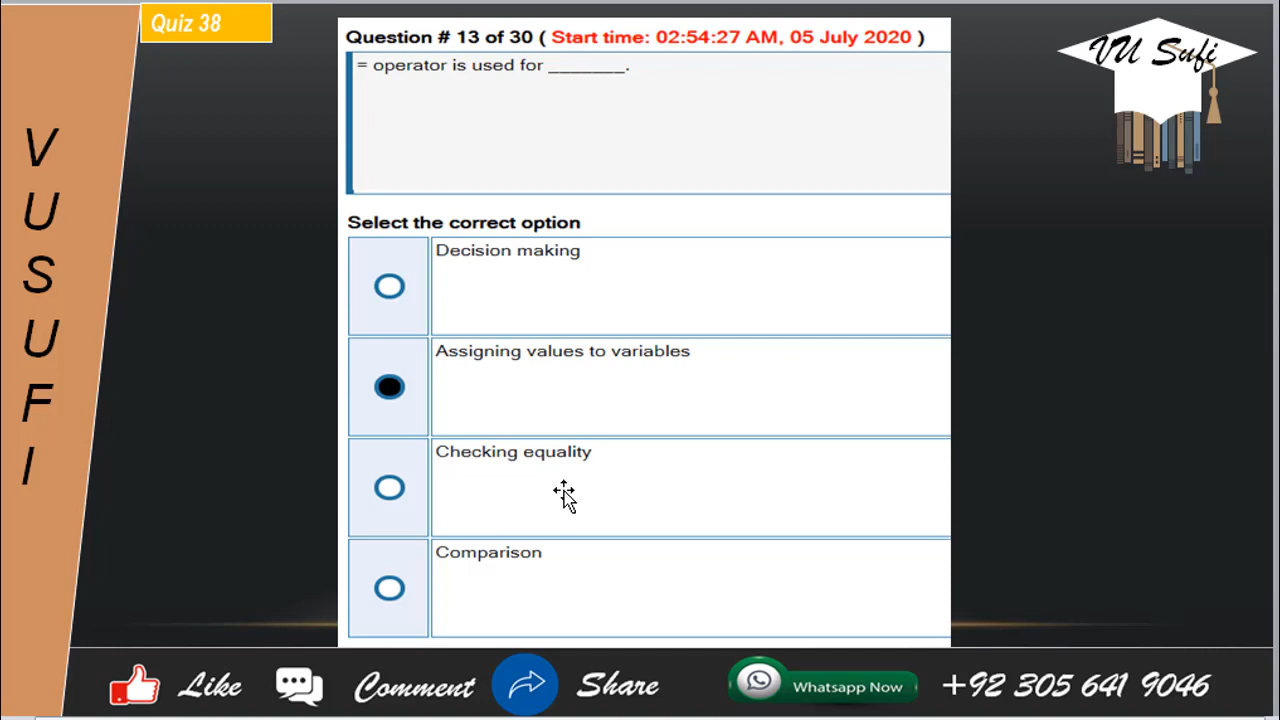 Quiz 38
VU Sufi
V
U
S
U
F
I
Question # 13 of 30 ( Start time: 02:54:27 AM, 05 July 2020 )
= operator is used for _______.
Select the correct option
Decision making
Assigning values to variables
Checking equality
Comparison
Like
Comment
Share
Whatsapp Now
+92 305 641 9046